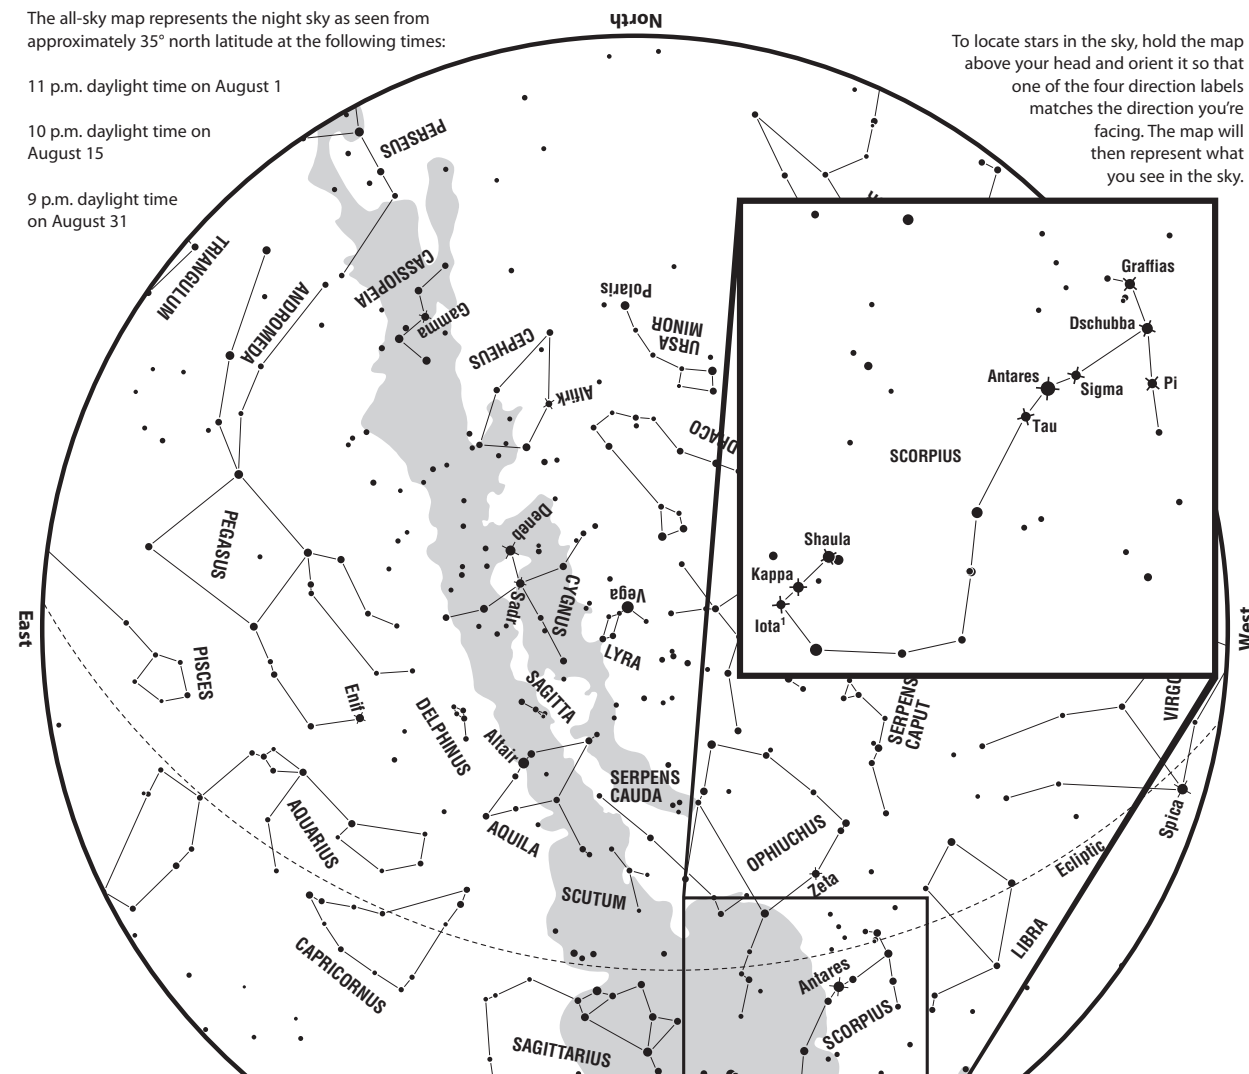 The all-sky map represents the night sky as seen from
approximately 35° north latitude at the following times:
11 p.m. daylight time on August 1
10 p.m. daylight time on
August 15
9 p.m. daylight time
on August 31
North
To locate stars in the sky, hold the map
above your head and orient it so that
one of the four direction labels
matches the direction you're
facing. The map will
then represent what
you see in the sky.
PERSEUS
TRIANGULUM
ANDROMEDA
CASSIOPEIA
Gamma
CEPHEUS
Alfirk
Polaris
URSA
MINOR
DRACO
Graffias
Dschubba
Antares
Sigma
Pi
Tau
SCORPIUS
Shaula
Kappa
Iota1
PEGASUS
Deneb
Sadr
CYGNUS
Vega
LYRA
East
West
PISCES
Enif
DELPHINUS
SAGITTA
Altair
SERPENS
CAUDA
SERPENS
CAPUT
VIRGO
Spica
AQUARIUS
AQUILA
OPHIUCHUS
Zeta
Ecliptic
SCUTUM
LIBRA
CAPRICORNUS
Antares
SCORPIUS
SAGITTARIUS